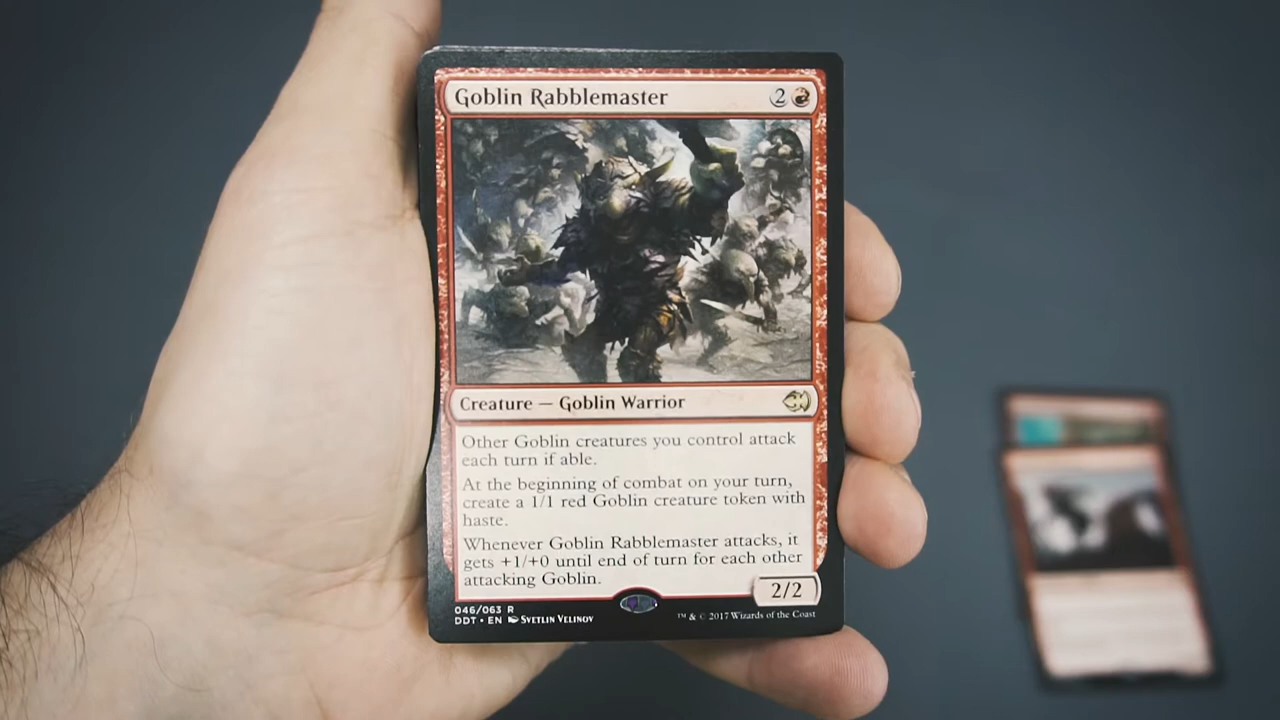 Goblin Rabblemaster 2
Creature — Goblin Warrior
Other Goblin creatures you control attack
each turn if able.
At the beginning of combat on your turn,
create a 1/1 red Goblin creature token with
haste.
Whenever Goblin Rabblemaster attacks, it
gets +1/+0 until end of turn for each other
attacking Goblin.
2/2
046/063 R
DDT • EN Svetlin Velinov
™ & © 2017 Wizards of the Coast